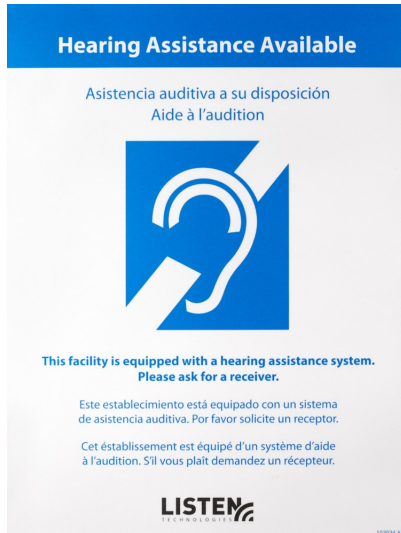 Hearing Assistance Available
Asistencia auditiva a su disposición
Aide à l'audition
This facility is equipped with a hearing assistance system.
Please ask for a receiver.
Este establecimiento está equipado con un sistema
de asistencia auditiva. Por favor solicite un receptor.
Cet éstablissement est équipé d'un système d'aide
à l'audition. S'il vous plaît demandez un récepteur.
LISTEN
TECHNOLOGIES